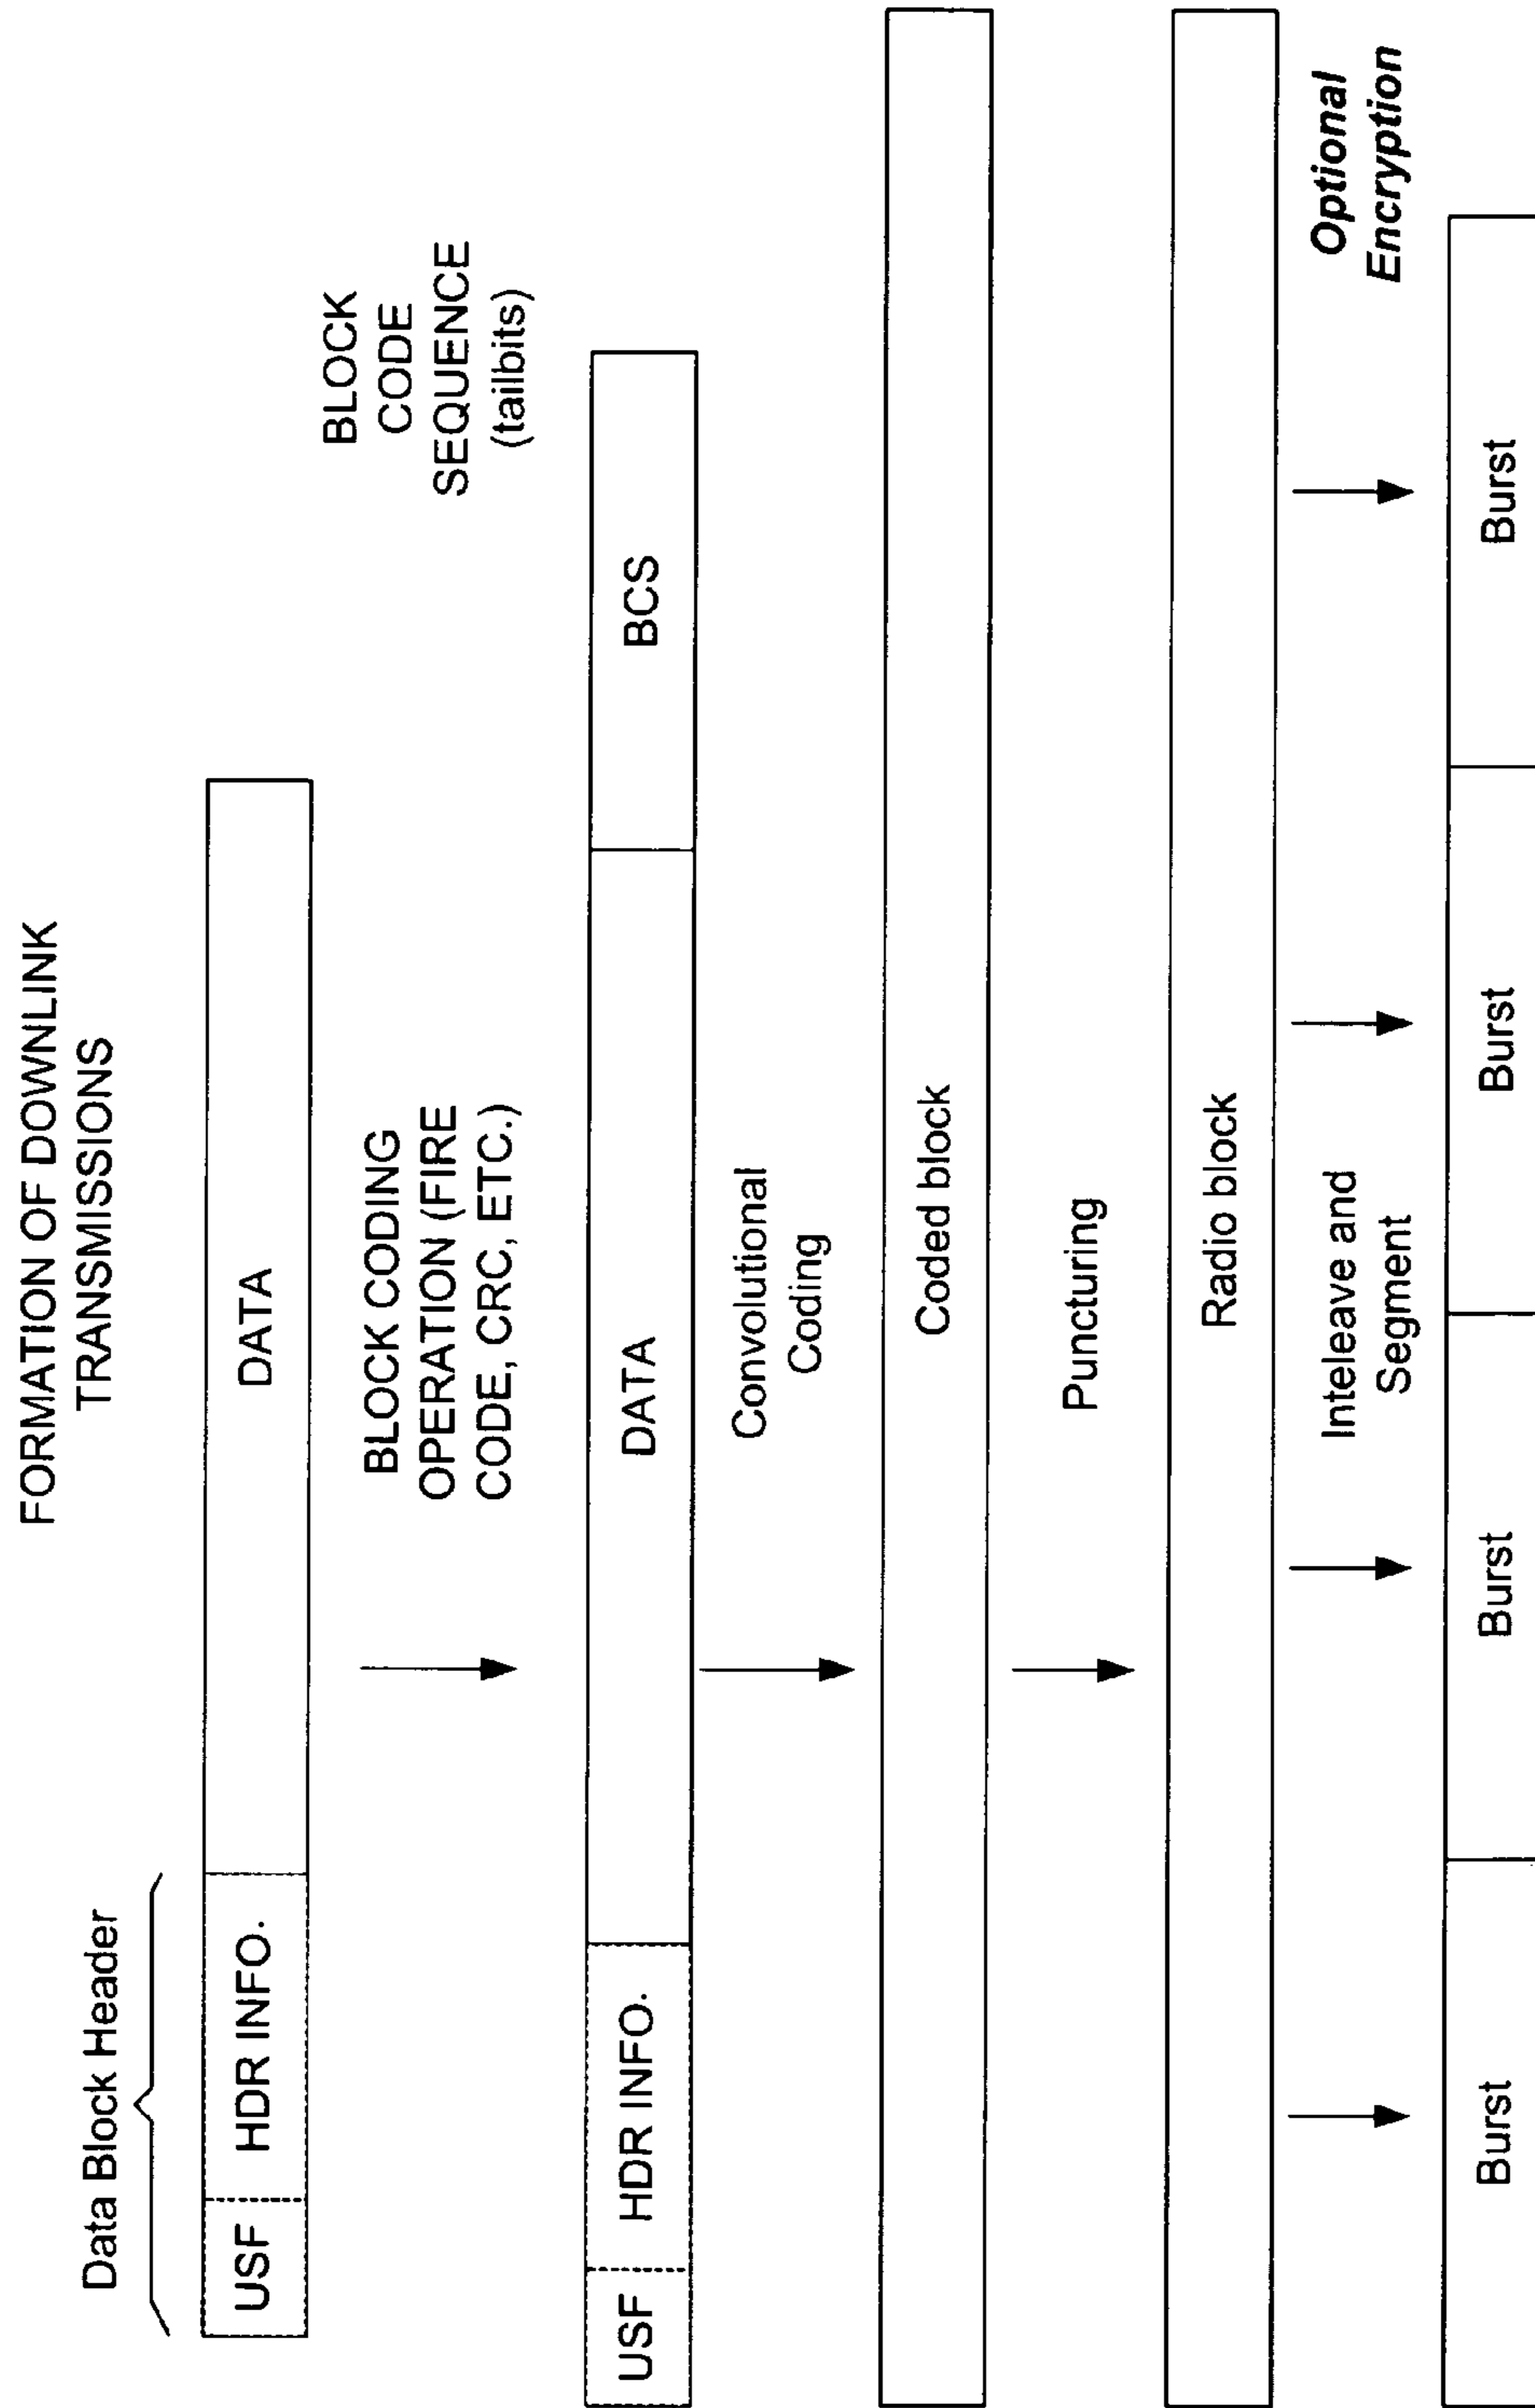 FORMATION OF DOWNLINK
TRANSMISSIONS
Data Block Header
USF
HDR INFO.
DATA
BLOCK CODING
OPERATION (FIRE
CODE, CRC, ETC.)
BLOCK
CODE
SEQUENCE
(tailbits)
USF
HDR INFO.
DATA
BCS
Convolutional
Coding
Coded block
Puncturing
Radio block
Inteleave and
Segment
Optional
Encryption
Burst
Burst
Burst
Burst